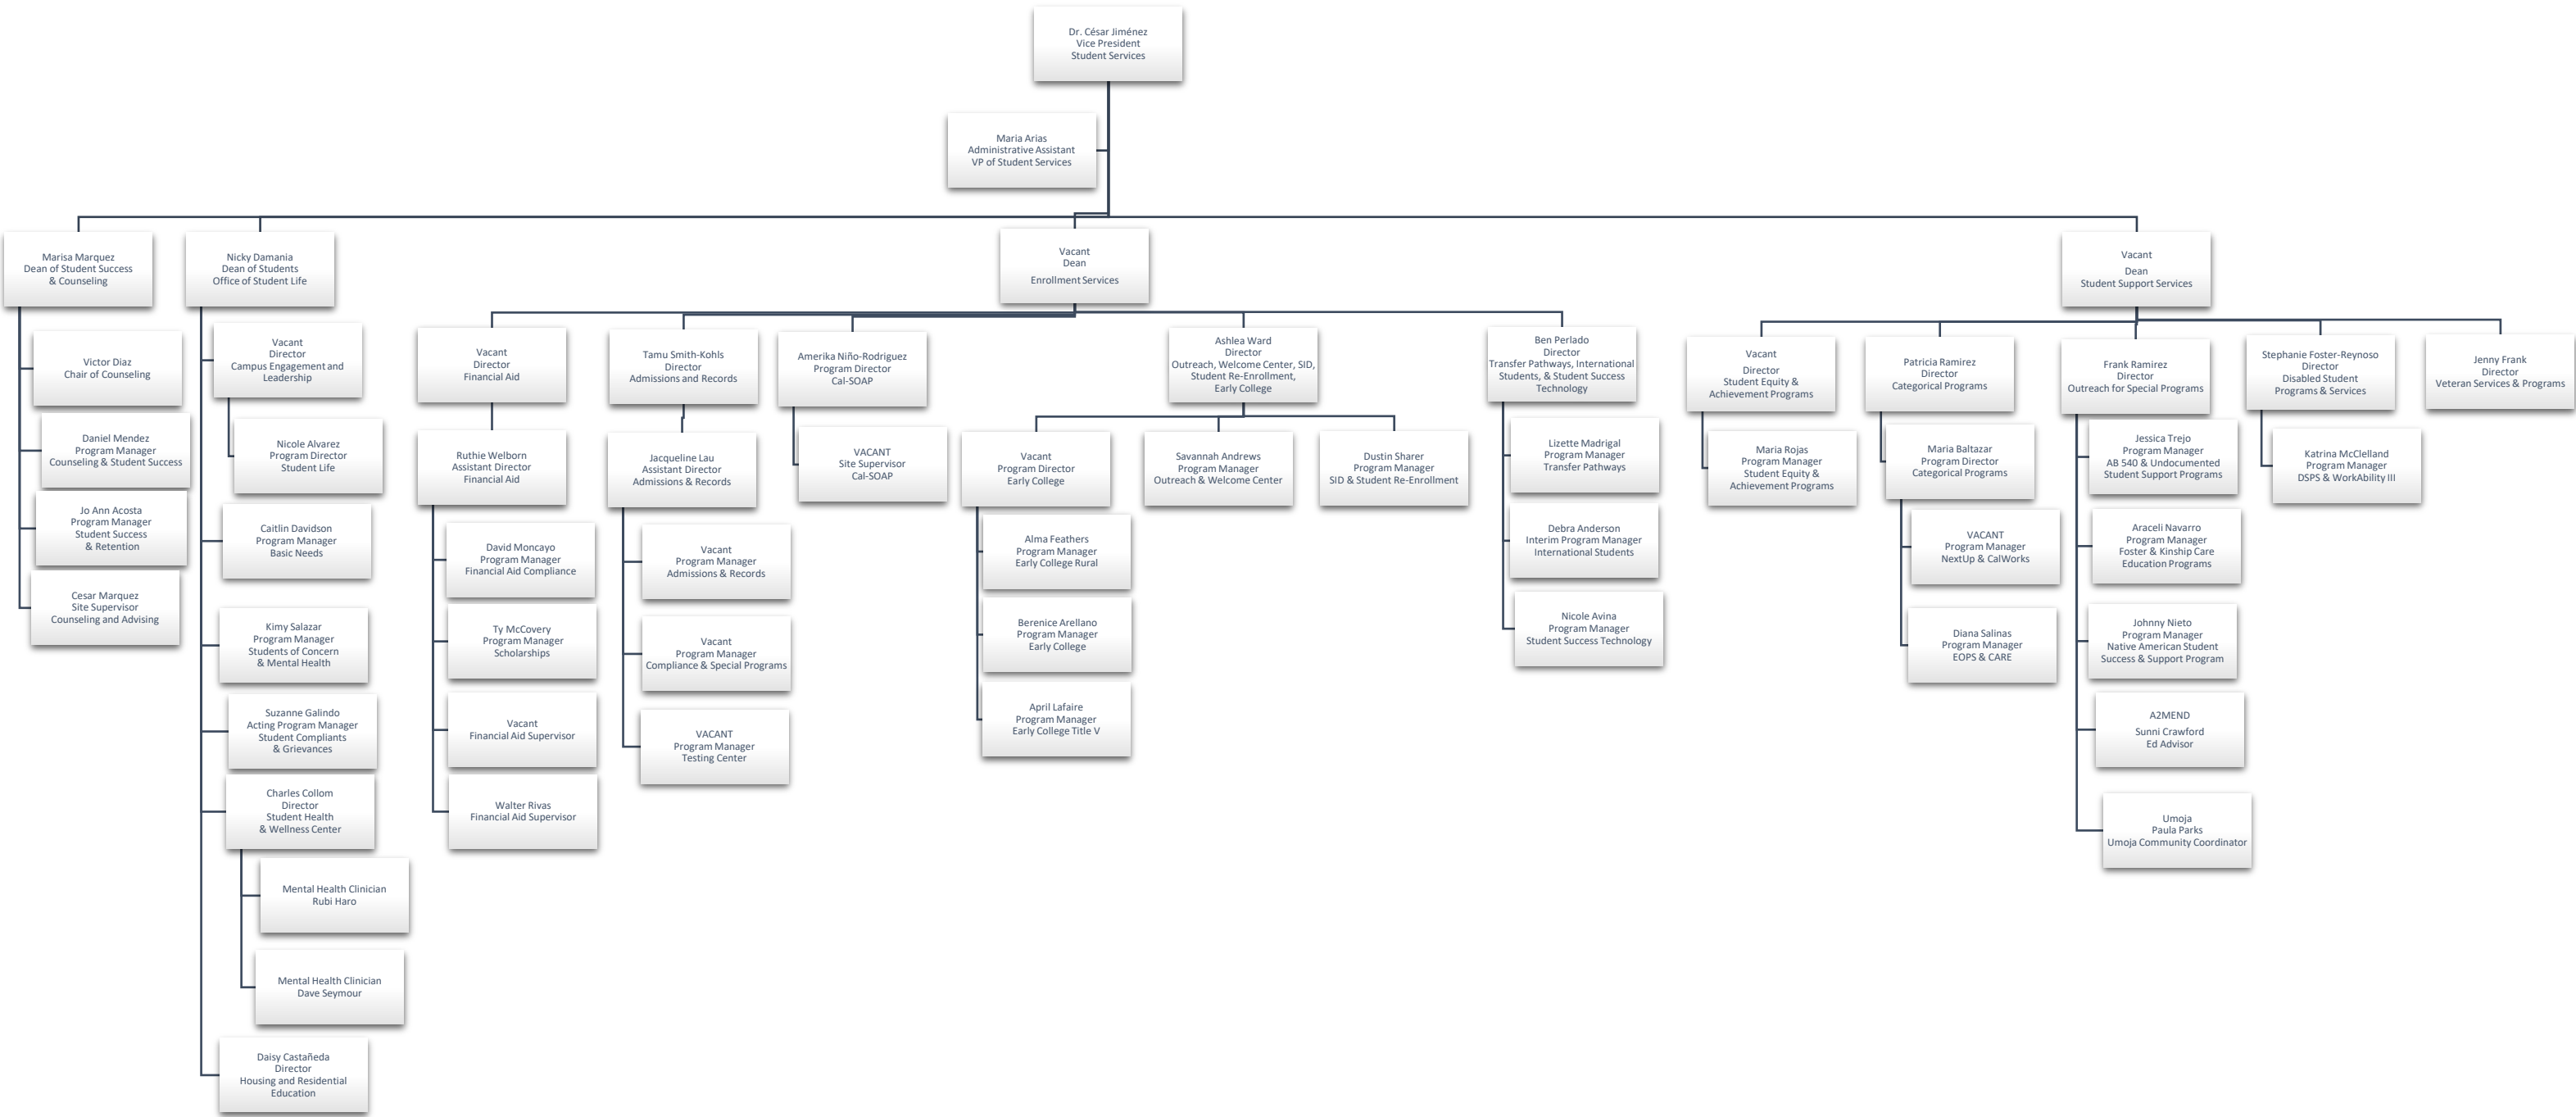 Dr. César Jiménez
Vice President
Student Services
Maria Arias
Administrative Assistant
VP of Student Services
Marisa Marquez
Dean of Student Success
& Counseling
Victor Diaz
Chair of Counseling
Daniel Mendez
Program Manager
Counseling & Student Success
Jo Ann Acosta
Program Manager
Student Success
& Retention
Cesar Marquez
Site Supervisor
Counseling and Advising
Nicky Damania
Dean of Students
Office of Student Life
Vacant
Director
Campus Engagement and
Leadership
Nicole Alvarez
Program Director
Student Life
Caitlin Davidson
Program Manager
Basic Needs
Kimy Salazar
Program Manager
Students of Concern
& Mental Health
Suzanne Galindo
Acting Program Manager
Student Compliants
& Grievances
Charles Collom
Director
Student Health
& Wellness Center
Mental Health Clinician
Rubi Haro
Mental Health Clinician
Dave Seymour
Daisy Castañeda
Director
Housing and Residential
Education
Vacant
Dean
Enrollment Services
Vacant
Director
Financial Aid
Ruthie Welborn
Assistant Director
Financial Aid
David Moncayo
Program Manager
Financial Aid Compliance
Ty McCovery
Program Manager
Scholarships
Vacant
Financial Aid Supervisor
Walter Rivas
Financial Aid Supervisor
Tamu Smith-Kohls
Director
Admissions and Records
Jacqueline Lau
Assistant Director
Admissions & Records
Vacant
Program Manager
Admissions & Records
Vacant
Program Manager
Compliance & Special Programs
VACANT
Program Manager
Testing Center
Amerika Niño-Rodriguez
Program Director
Cal-SOAP
VACANT
Site Supervisor
Cal-SOAP
Ashlea Ward
Director
Outreach, Welcome Center, SID,
Student Re-Enrollment,
Early College
Vacant
Program Director
Early College
Alma Feathers
Program Manager
Early College Rural
Berenice Arellano
Program Manager
Early College
April Lafaire
Program Manager
Early College Title V
Savannah Andrews
Program Manager
Outreach & Welcome Center
Dustin Sharer
Program Manager
SID & Student Re-Enrollment
Ben Perlado
Director
Transfer Pathways, International
Students, & Student Success
Technology
Lizette Madrigal
Program Manager
Transfer Pathways
Debra Anderson
Interim Program Manager
International Students
Nicole Avina
Program Manager
Student Success Technology
Vacant
Dean
Student Support Services
Vacant
Director
Student Equity &
Achievement Programs
Maria Rojas
Program Manager
Student Equity &
Achievement Programs
Patricia Ramirez
Director
Categorical Programs
Maria Baltazar
Program Director
Categorical Programs
VACANT
Program Manager
NextUp & CalWorks
Diana Salinas
Program Manager
EOPS & CARE
Frank Ramirez
Director
Outreach for Special Programs
Jessica Trejo
Program Manager
AB 540 & Undocumented
Student Support Programs
Araceli Navarro
Program Manager
Foster & Kinship Care
Education Programs
Johnny Nieto
Program Manager
Native American Student
Success & Support Program
A2MEND
Sunni Crawford
Ed Advisor
Umoja
Paula Parks
Umoja Community Coordinator
Stephanie Foster-Reynoso
Director
Disabled Student
Programs & Services
Katrina McClelland
Program Manager
DSPS & WorkAbility III
Jenny Frank
Director
Veteran Services & Programs